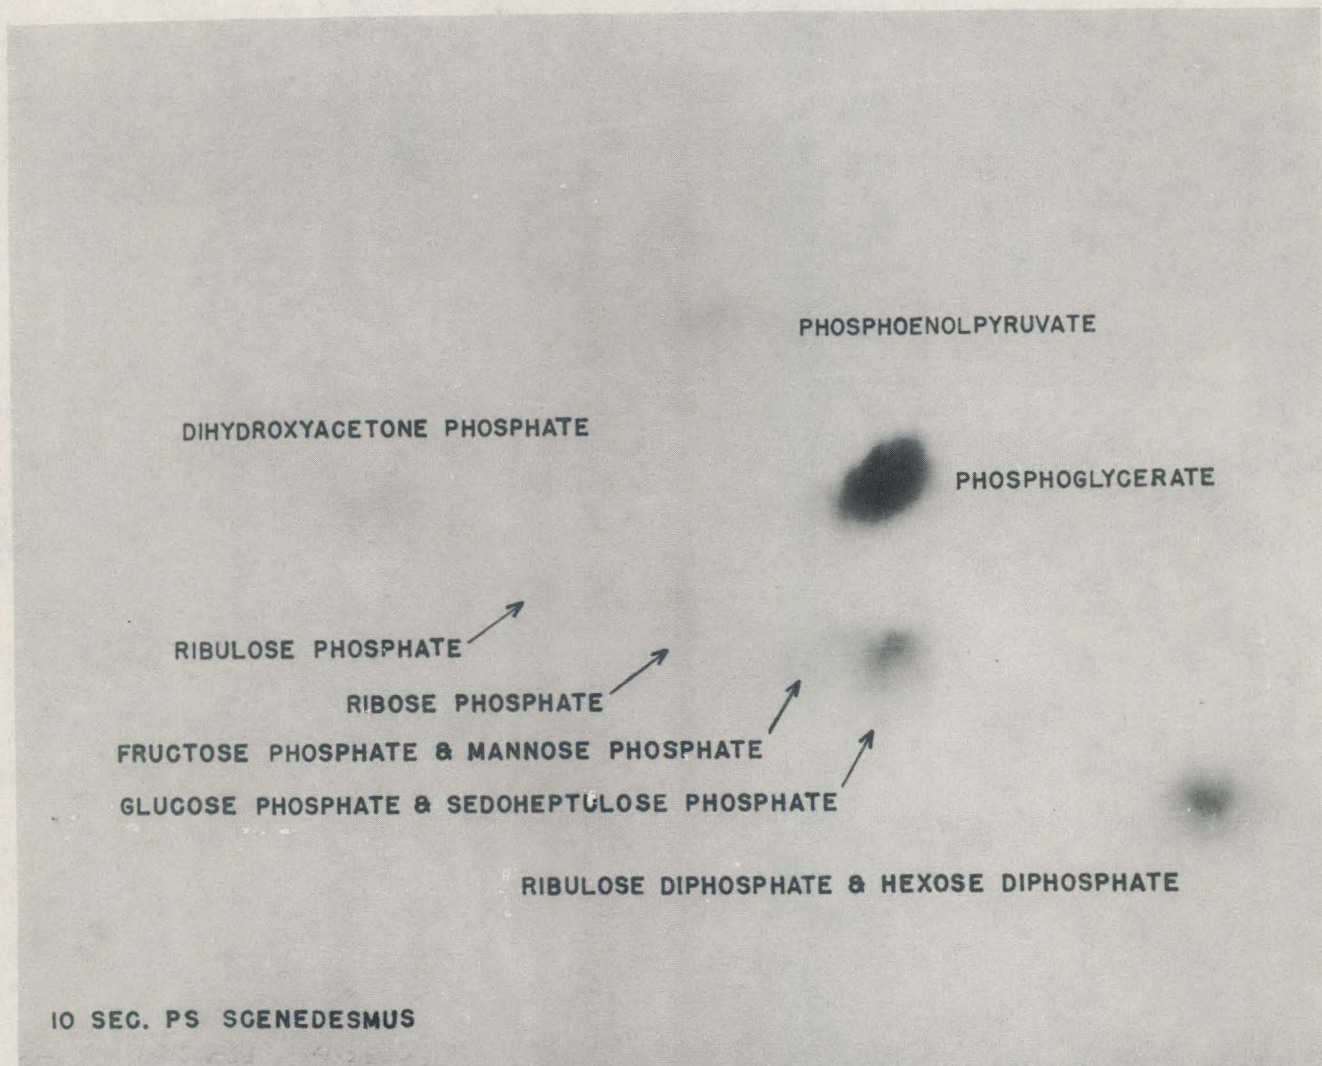 PHOSPHOENOLPYRUVATE
DIHYDROXYACETONE PHOSPHATE
PHOSPHOGLYCERATE
RIBULOSE PHOSPHATE
RIBOSE PHOSPHATE
FRUCTOSE PHOSPHATE & MANNOSE PHOSPHATE
GLUCOSE PHOSPHATE & SEDOHEPTULOSE PHOSPHATE
RIBULOSE DIPHOSPHATE & HEXOSE DIPHOSPHATE
10 SEC. PS SCENEDESMUS